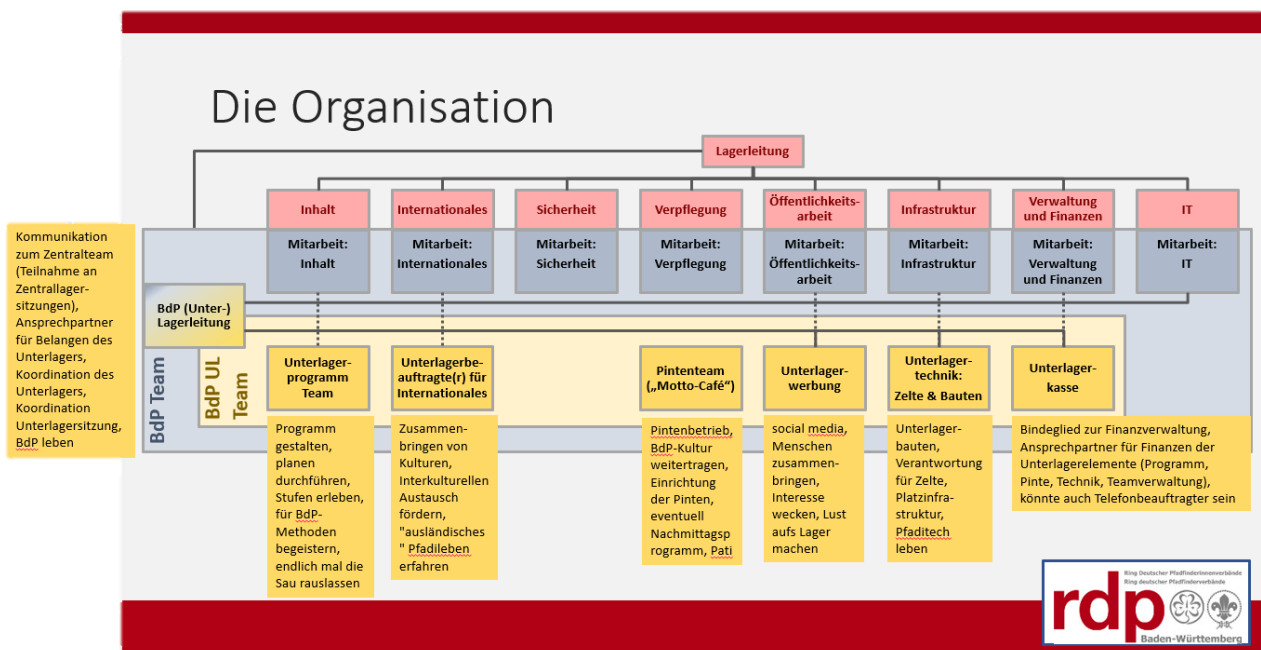 Die Organisation
Lagerleitung
Inhalt
Internationales
Sicherheit
Verpflegung
Öffentlichkeits-
arbeit
Infrastruktur
Verwaltung
und Finanzen
IT
Mitarbeit:
Inhalt
Mitarbeit:
Internationales
Mitarbeit:
Sicherheit
Mitarbeit:
Verpflegung
Mitarbeit:
Öffentlichkeits-
arbeit
Mitarbeit:
Infrastruktur
Mitarbeit:
Verwaltung
und Finanzen
Mitarbeit:
IT
Kommunikation
zum Zentralteam
(Teilnahme an
Zentrallager-
sitzungen),
Ansprechpartner
für Belangen des
Unterlagers,
Koordination des
Unterlagers,
Koordination
Unterlagersitzung,
BdP leben
BdP (Unter-)
Lagerleitung
BdP Team
BdP UL
Team
Unterlager-
programm
Team
Unterlagerbe-
auftragte(r) für
Internationales
Pintenteam
(„Motto-Café“)
Unterlager-
werbung
Unterlager-
technik:
Zelte & Bauten
Unterlager-
kasse
Programm
gestalten,
planen
durchführen,
Stufen erleben,
für BdP-
Methoden
begeistern,
endlich mal die
Sau rauslassen
Zusammen-
bringen von
Kulturen,
Interkulturellen
Austausch
fördern,
"ausländisches
" Pfadileben
erfahren
Pintenbetrieb,
BdP-Kultur
weitertragen,
Einrichtung
der Pinten,
eventuell
Nachmittagsp
rogramm, Pati
social media,
Menschen
zusammen-
bringen,
Interesse
wecken, Lust
aufs Lager
machen
Unterlager-
bauten,
Verantwortung
für Zelte,
Platzinfra-
struktur,
Pfaditech
leben
Bindeglied zur Finanzverwaltung,
Ansprechpartner für Finanzen der
Unterlagerelemente (Programm,
Pinte, Technik, Teamverwaltung),
könnte auch Telefonbeauftragter sein
Ring Deutscher Pfadfinderinnenverbände
Ring deutscher Pfadfinderverbände
rdp
Baden-Württemberg